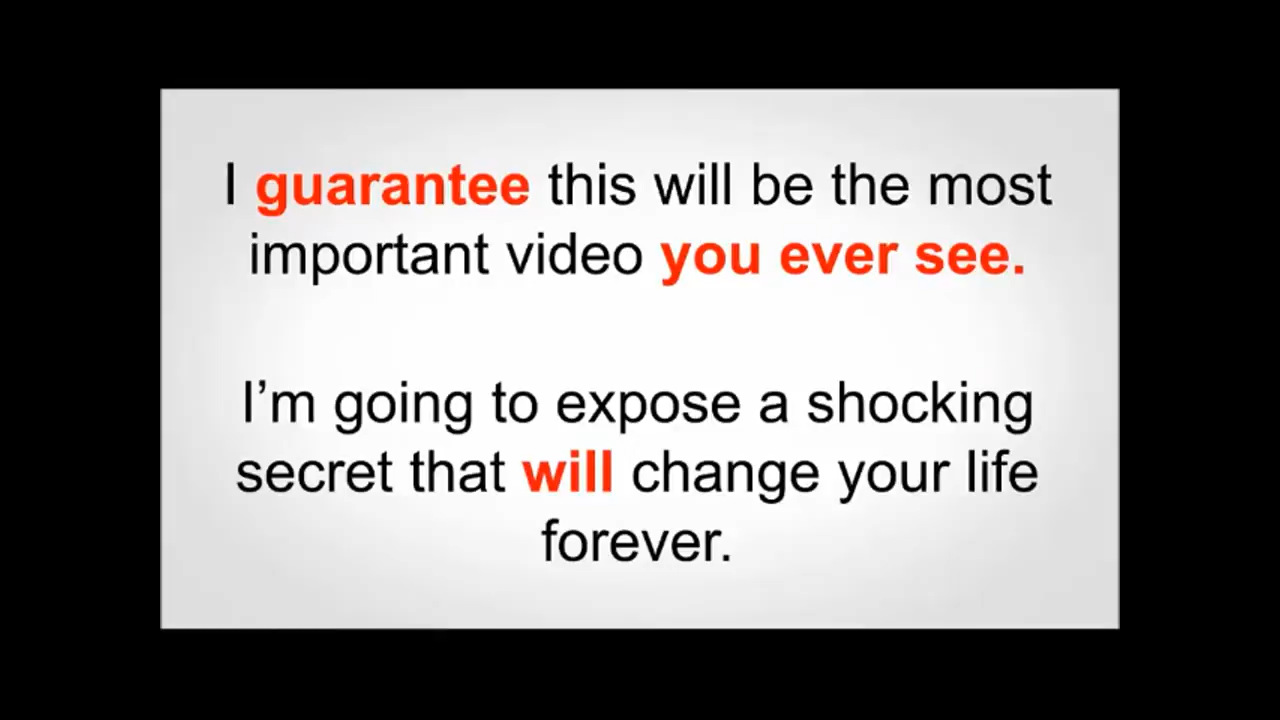 I guarantee this will be the most
important video you ever see.
I’m going to expose a shocking
secret that will change your life
forever.